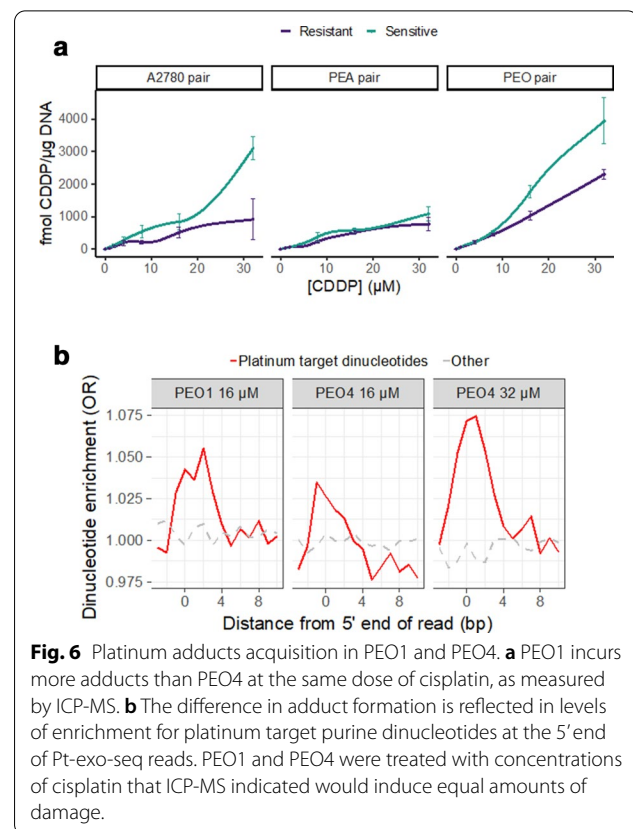 a
Resistant Sensitive
A2780 pair PEA pair PEO pair
fmol CDDP/µg DNA
4000
3000
2000
1000
0
0 10 20 30 0 10 20 30 0 10 20 30
[CDDP] (µM)
b
Platinum target dinucleotides Other
PEO1 16 µM PEO4 16 µM PEO4 32 µM
Dinucleotide enrichment (OR)
1.075
1.050
1.025
1.000
0.975
0 4 8 0 4 8 0 4 8
Distance from 5' end of read (bp)
Fig. 6 Platinum adducts acquisition in PEO1 and PEO4. a PEO1 incurs
more adducts than PEO4 at the same dose of cisplatin, as measured
by ICP-MS. b The difference in adduct formation is reflected in levels
of enrichment for platinum target purine dinucleotides at the 5' end
of Pt-exo-seq reads. PEO1 and PEO4 were treated with concentrations
of cisplatin that ICP-MS indicated would induce equal amounts of
damage.